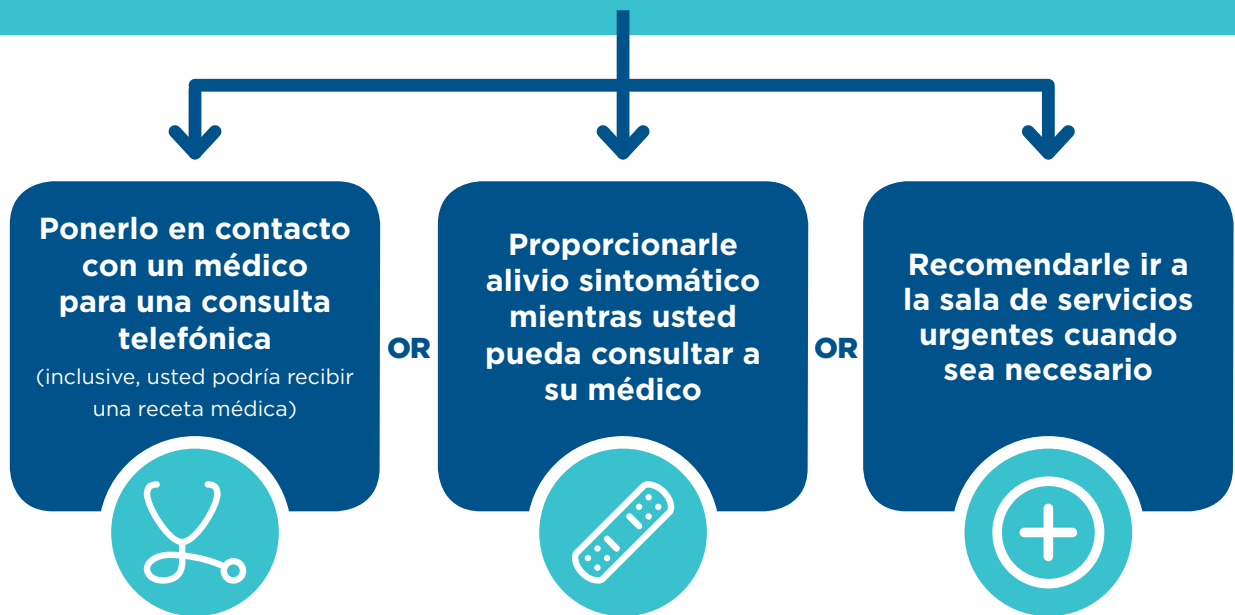 Ponerlo en contacto
con un médico
para una consulta
telefónica
(inclusive, usted podría recibir
una receta médica)
OR
Proporcionarle
alivio sintomático
mientras usted
pueda consultar a
su médico
OR
Recomendarle ir a
la sala de servicios
urgentes cuando
sea necesario